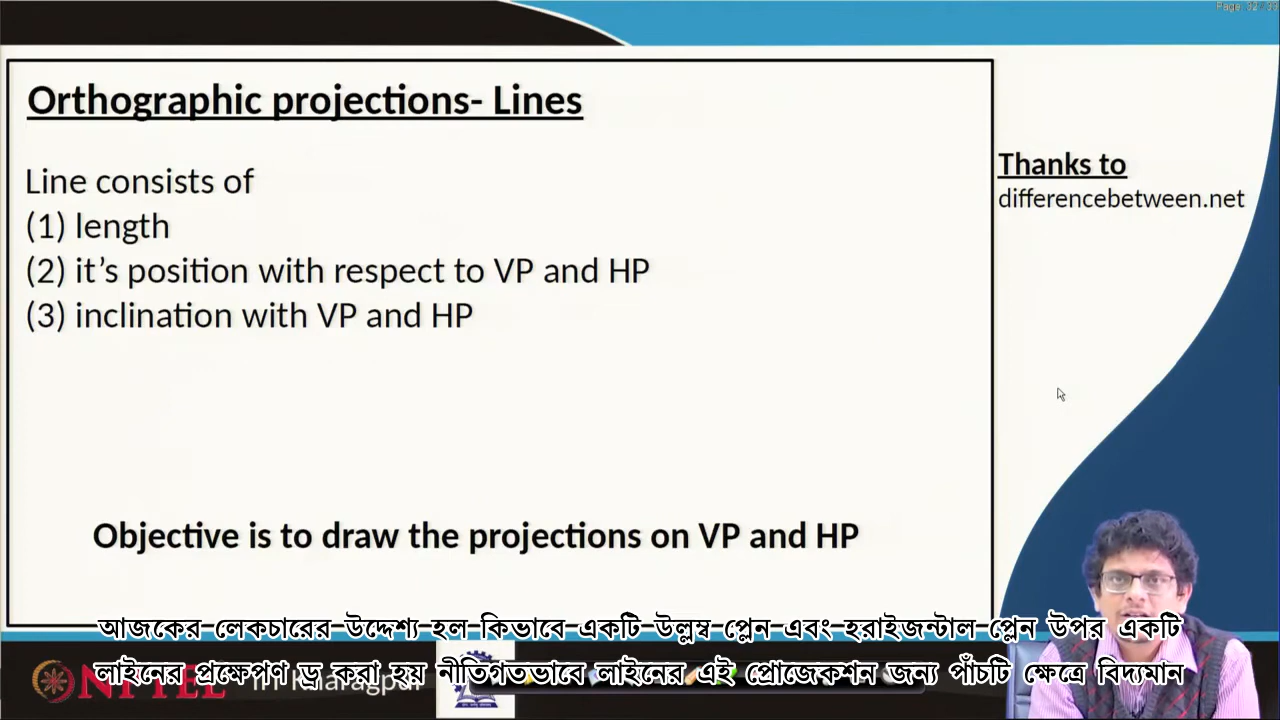 Orthographic projections- Lines
Line consists of
(1) length
(2) it's position with respect to VP and HP
(3) inclination with VP and HP
Objective is to draw the projections on VP and HP
Thanks to
differencebetween.net
আজকের লেকচারের উদ্দেশ্য হল কিভাবে একটি উল্লম্ব প্লেন এবং হরাইজন্টাল প্লেন উপর একটি
লাইনের প্রক্ষেপণ ড্র করা হয় নীতিগতভাবে লাইনের এই প্রোজেকশন জন্য পাঁচটি ক্ষেত্রে বিদ্যমান